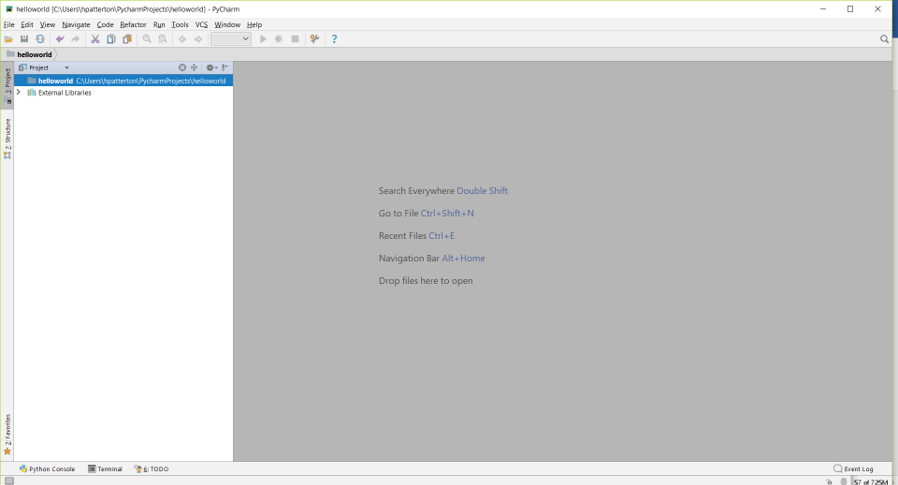 helloworld [C:\Users\hpatterton\PycharmProjects\helloworld] - PyCharm
File Edit View Navigate Code Refactor Run Tools VCS Window Help
helloworld
Project
helloworld C:\Users\hpatterton\PycharmProjects\helloworld
External Libraries
1: Project
2: Structure
Search Everywhere Double Shift
Go to File Ctrl+Shift+N
Recent Files Ctrl+E
Navigation Bar Alt+Home
Drop files here to open
2: Favorites
Python Console Terminal 6: TODO Event Log
57 of 725M